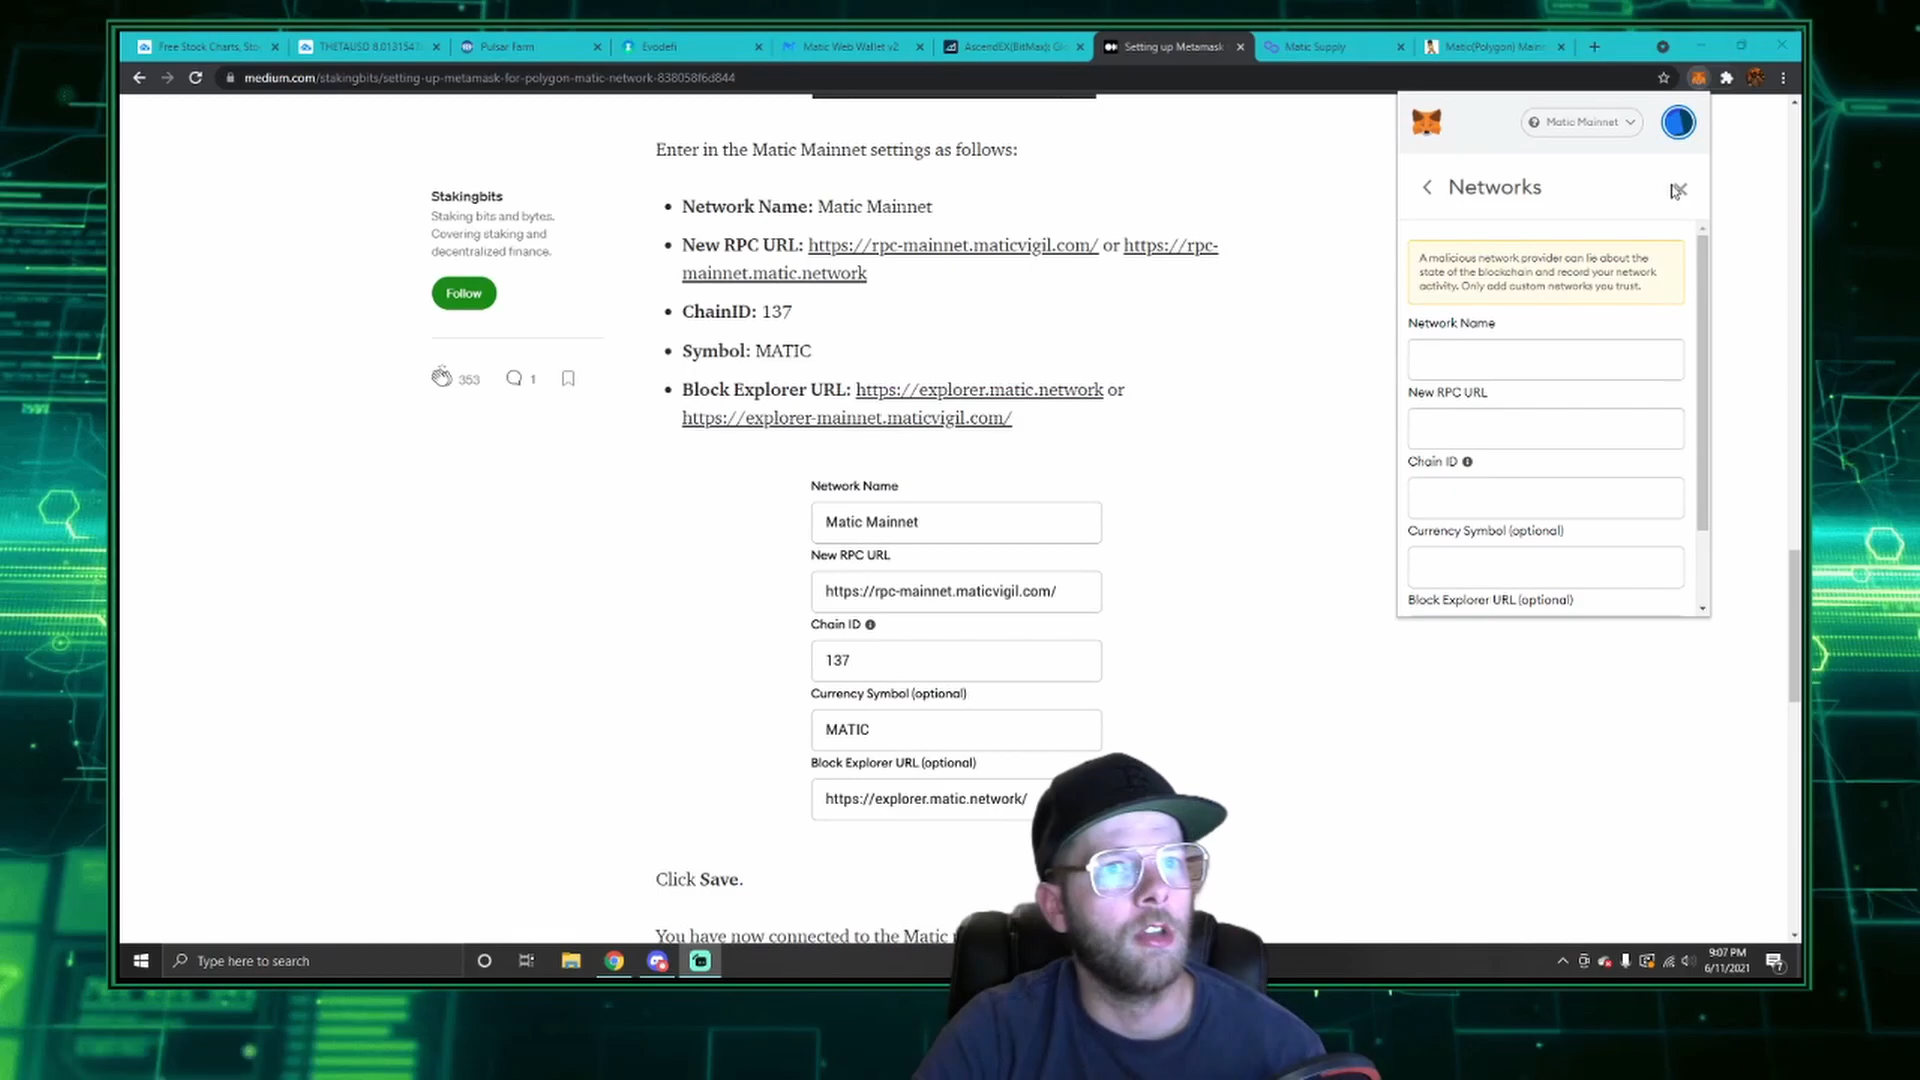 Free Stock Charts, Sto
THETAUSD 8.01315
Pulsar Farm
Evodefi
Matic Web Wallet v2
AscendEX(BitMax): Gl
Setting up Metamask
Matic Supply
Matic(Polygon) Main
medium.com/stakingbits/setting-up-metamask-for-polygon-matic-network-838058f6d844
Enter in the Matic Mainnet settings as follows:
Stakingbits
Staking bits and bytes.
Covering staking and
decentralized finance.
Follow
353
1
• Network Name: Matic Mainnet
• New RPC URL: https://rpc-mainnet.maticvigil.com/ or https://rpc-
mainnet.matic.network
• ChainID: 137
• Symbol: MATIC
• Block Explorer URL: https://explorer.matic.network or
https://explorer-mainnet.maticvigil.com/
Network Name
Matic Mainnet
New RPC URL
https://rpc-mainnet.maticvigil.com/
Chain ID
137
Currency Symbol (optional)
MATIC
Block Explorer URL (optional)
https://explorer.matic.network/
Click Save.
You have now connected to the Matic
Matic Mainnet
Networks
A malicious network provider can lie about the
state of the blockchain and record your network
activity. Only add custom networks you trust.
Network Name
New RPC URL
Chain ID
Currency Symbol (optional)
Block Explorer URL (optional)
Type here to search
9:07 PM
6/11/2021